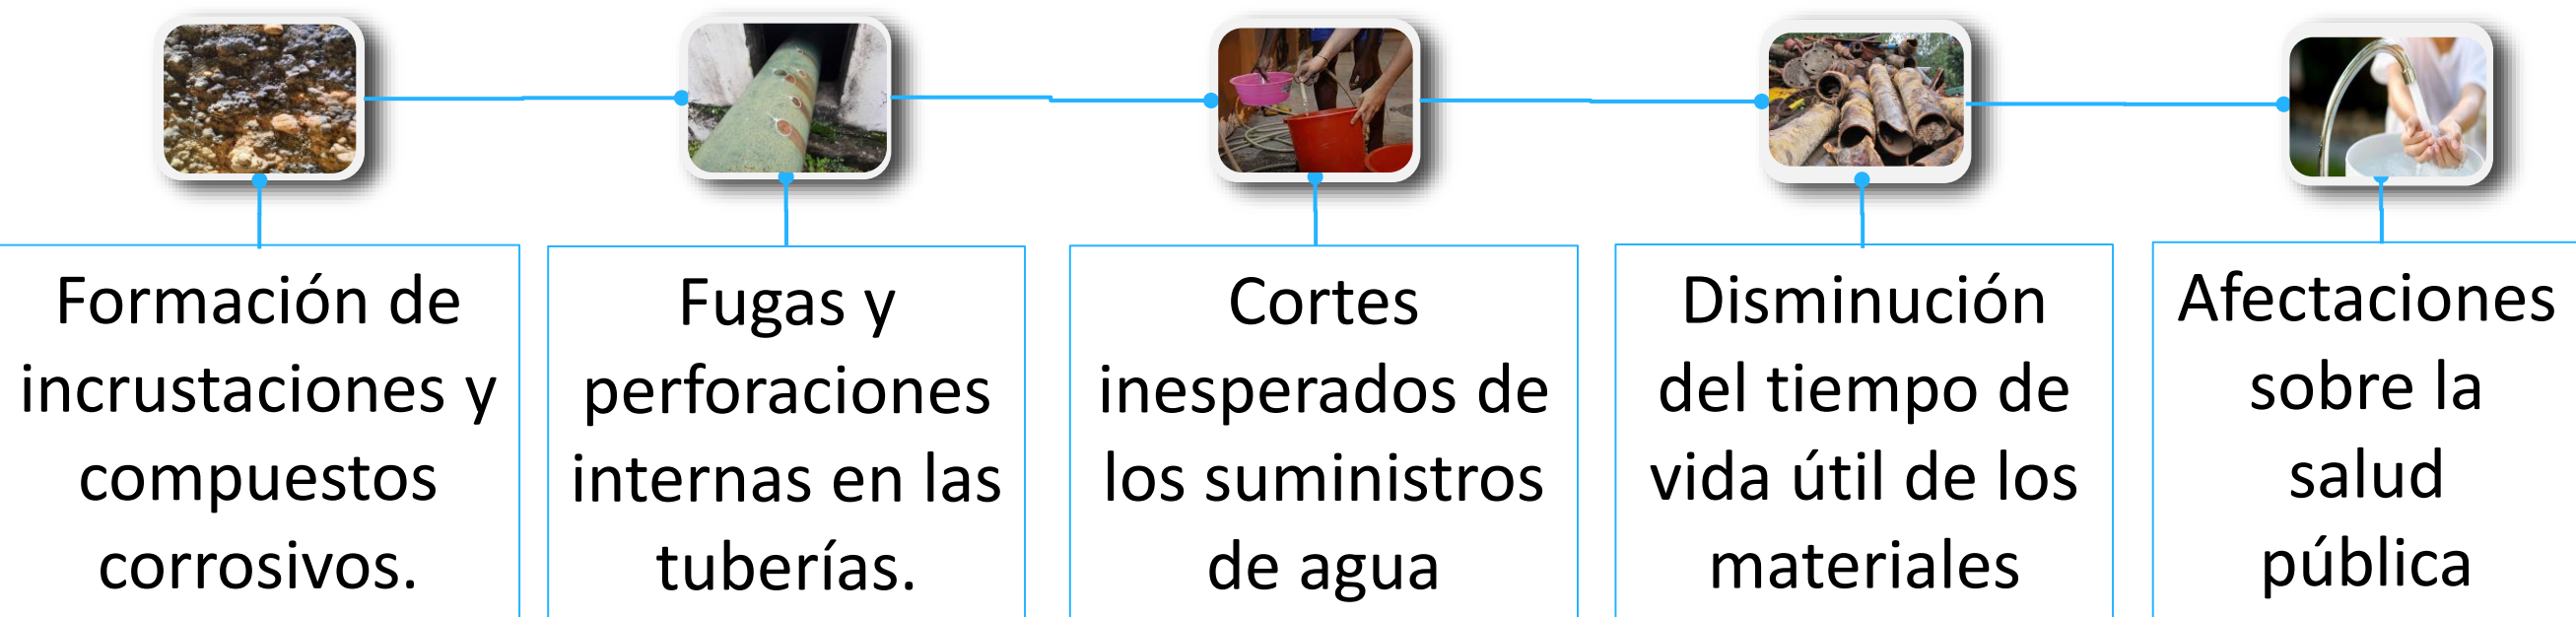 Formación de
incrustaciones y
compuestos
corrosivos.
Fugas y
perforaciones
internas en las
tuberías.
Cortes
inesperados de
los suministros
de agua
Disminución
del tiempo de
vida útil de los
materiales
Afectaciones
sobre la
salud
pública